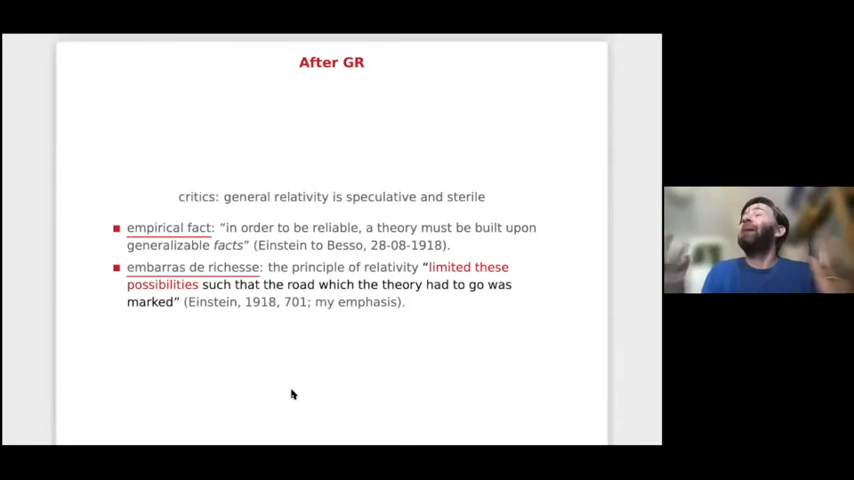 After GR
critics: general relativity is speculative and sterile
empirical fact: “in order to be reliable, a theory must be built upon
generalizable facts” (Einstein to Besso, 28-08-1918).
embarras de richesse: the principle of relativity “limited these
possibilities such that the road which the theory had to go was
marked” (Einstein, 1918, 701; my emphasis).